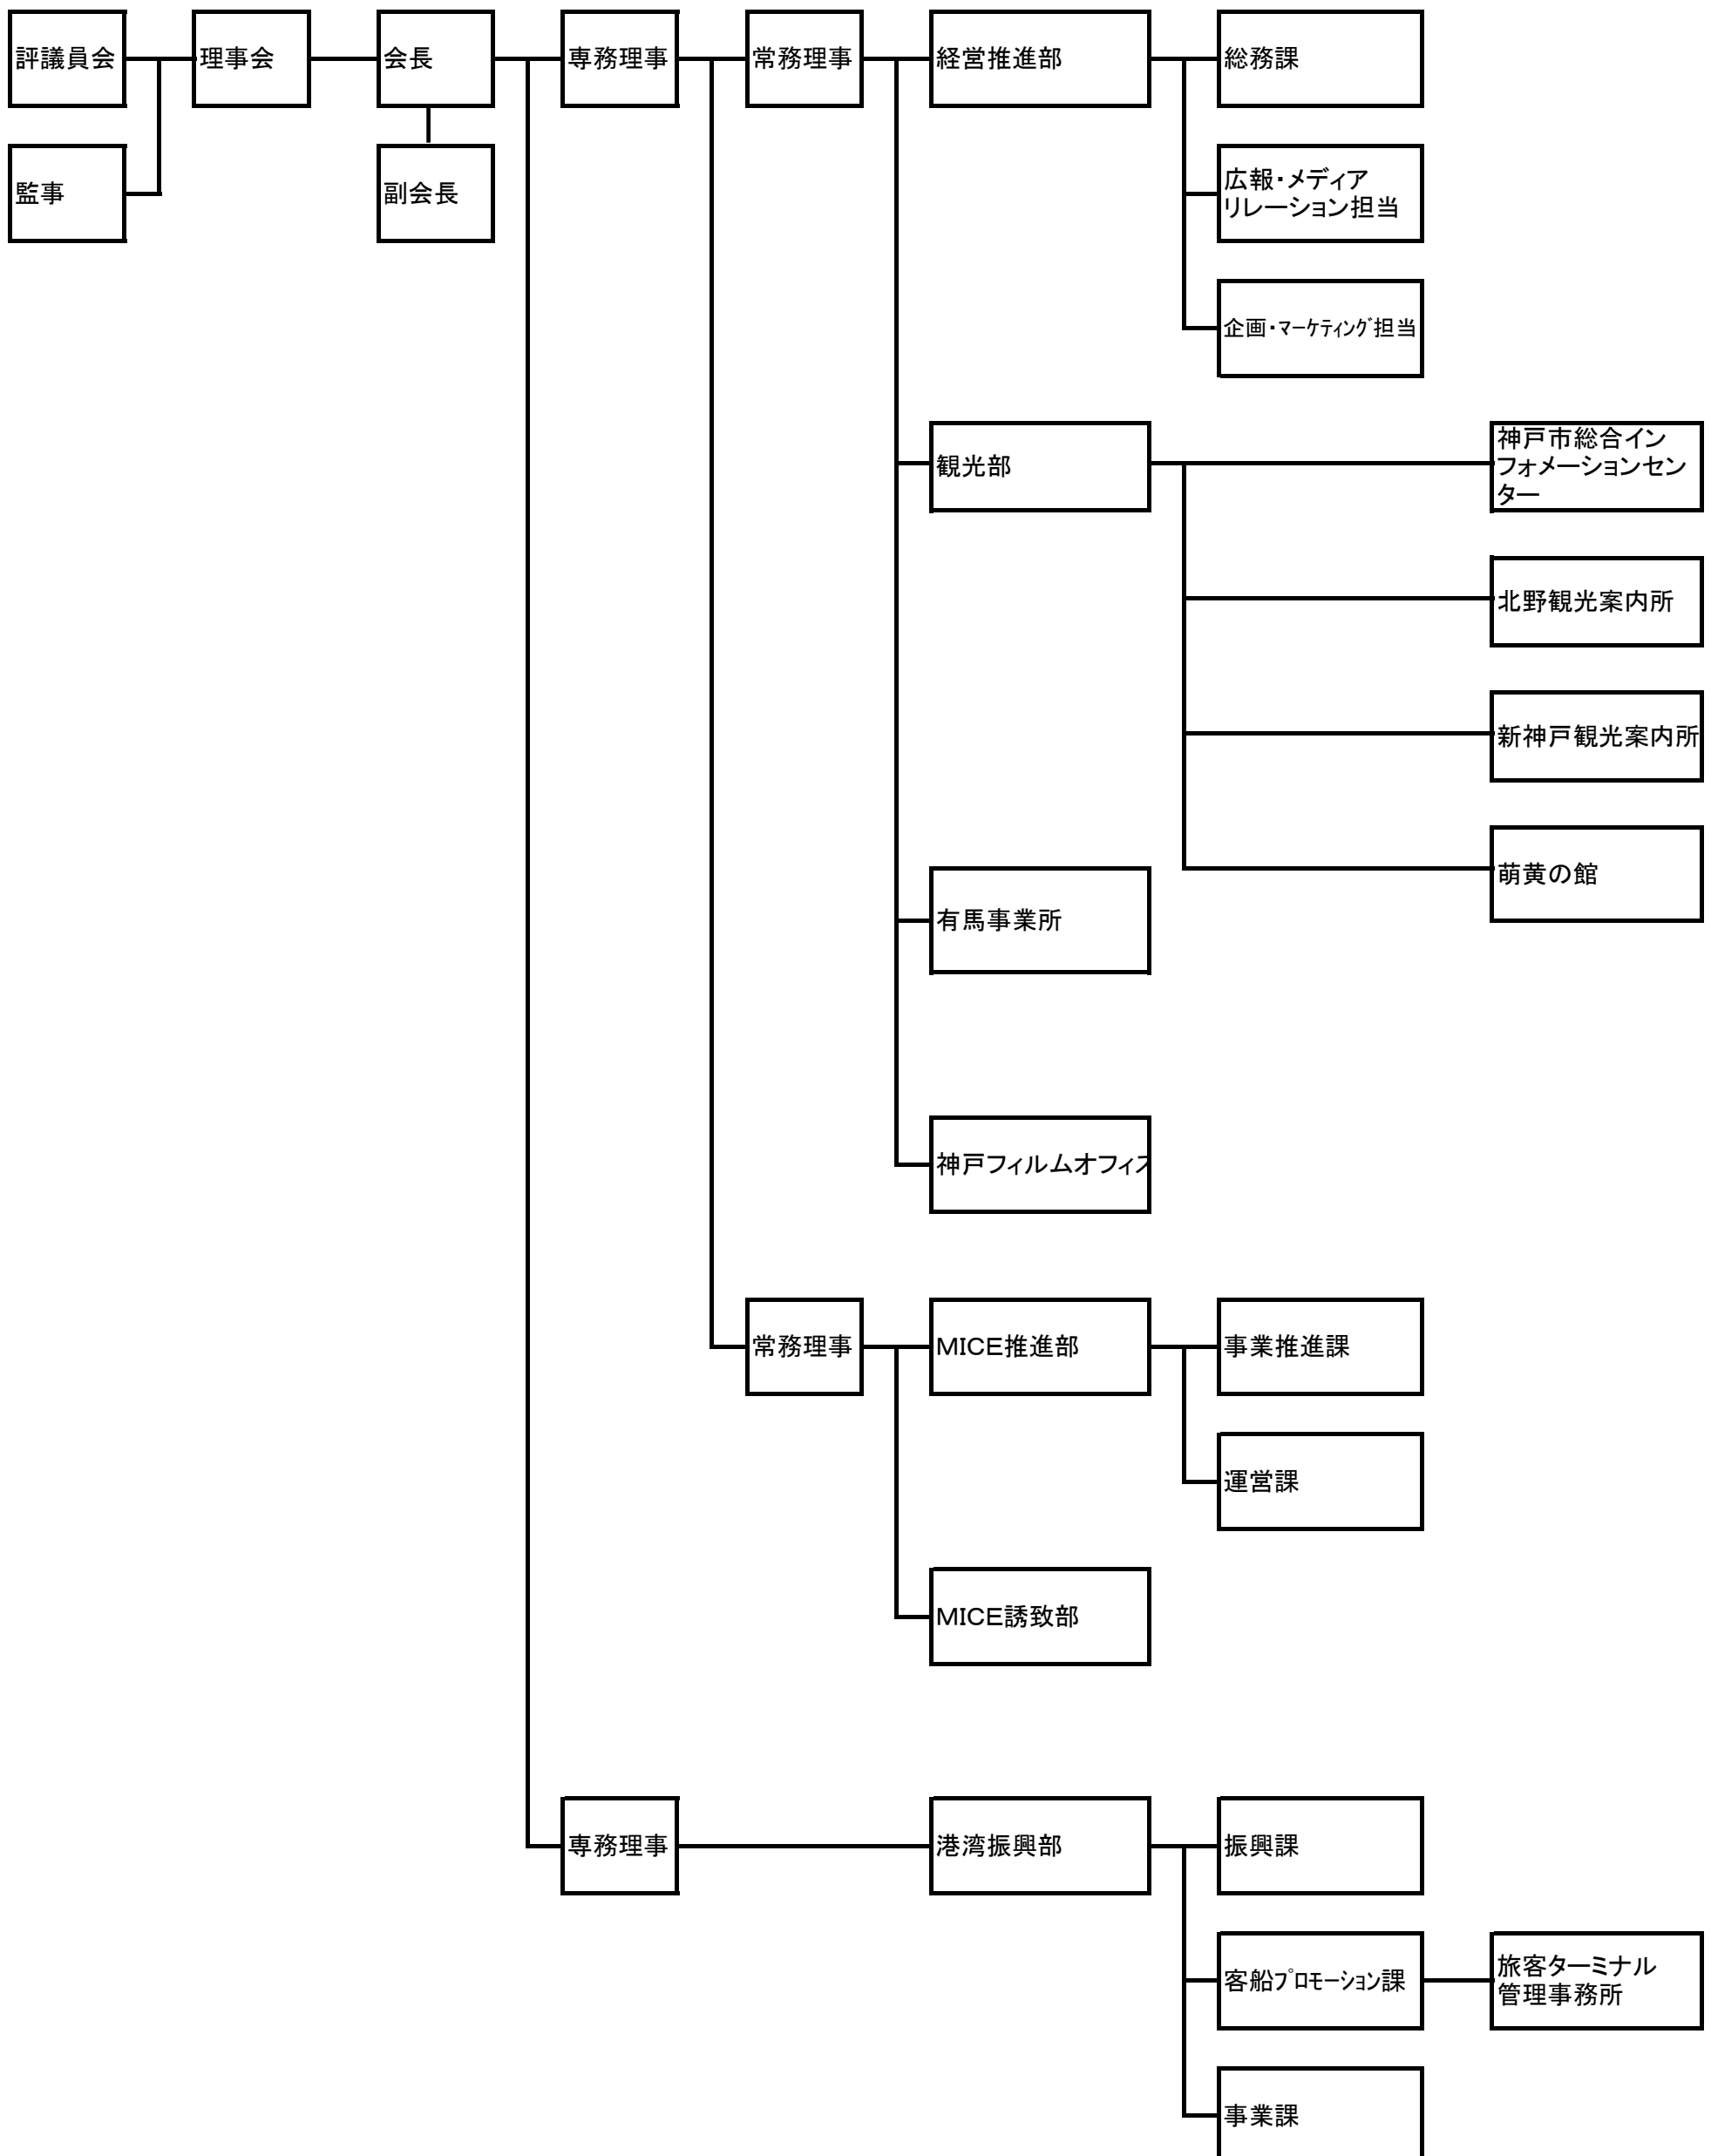 評議員会
理事会
会長
専務理事
常務理事
経営推進部
総務課
監事
副会長
広報・メディア
リレーション担当
企画・ﾏｰｹﾃｨﾝｸﾞ担当
観光部
神戸市総合イン
フォメーションセン
ター
北野観光案内所
新神戸観光案内所
萌黄の館
有馬事業所
神戸フィルムオフィス
常務理事
MICE推進部
事業推進課
運営課
MICE誘致部
専務理事
港湾振興部
振興課
客船ﾌﾟﾛﾓｰｼｮﾝ課
旅客ターミナル
管理事務所
事業課